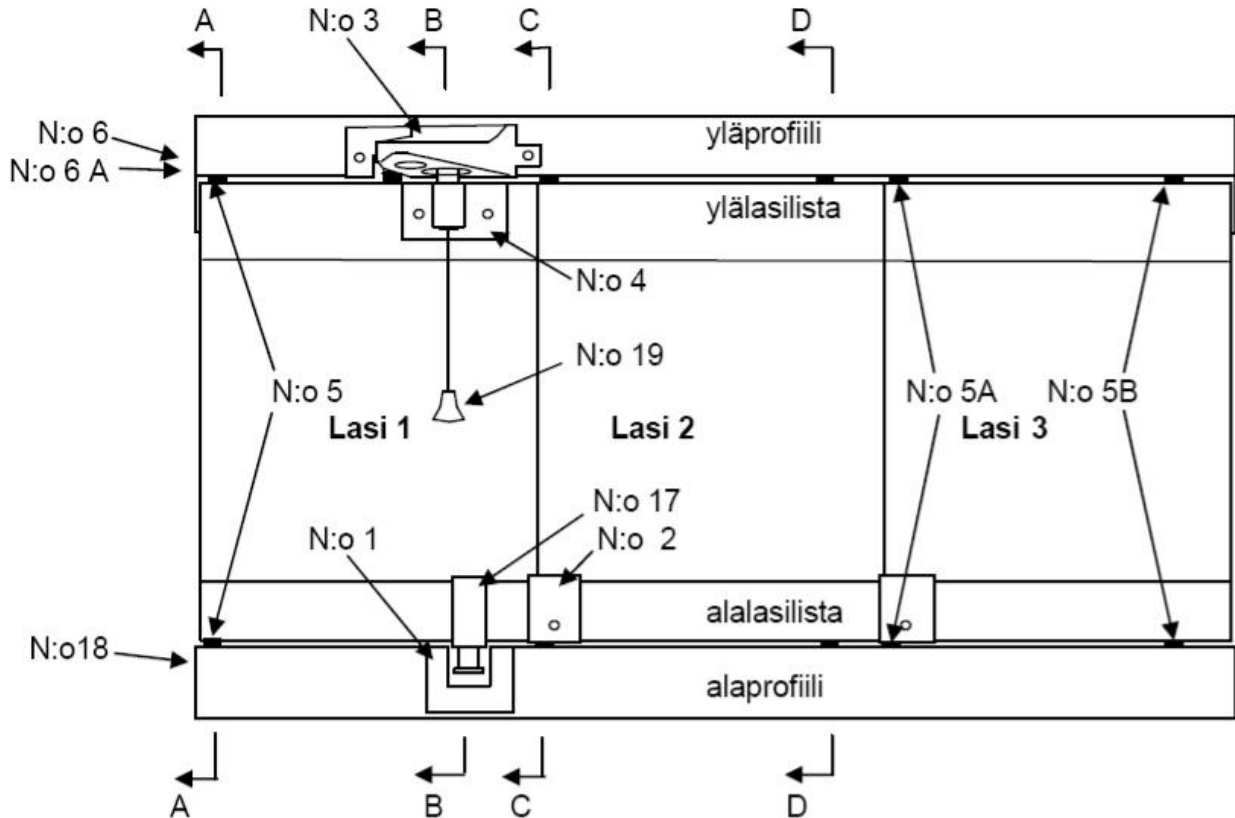 A
N:o 3
B
C
D
N:o 6
N:o 6 A
yläprofiili
ylälasilista
N:o 4
N:o 19
N:o 5
N:o 5A
N:o 5B
Lasi 1
Lasi 2
Lasi 3
N:o 17
N:o 1
N:o 2
alalasilista
N:o18
alaprofiili
A
B
C
D